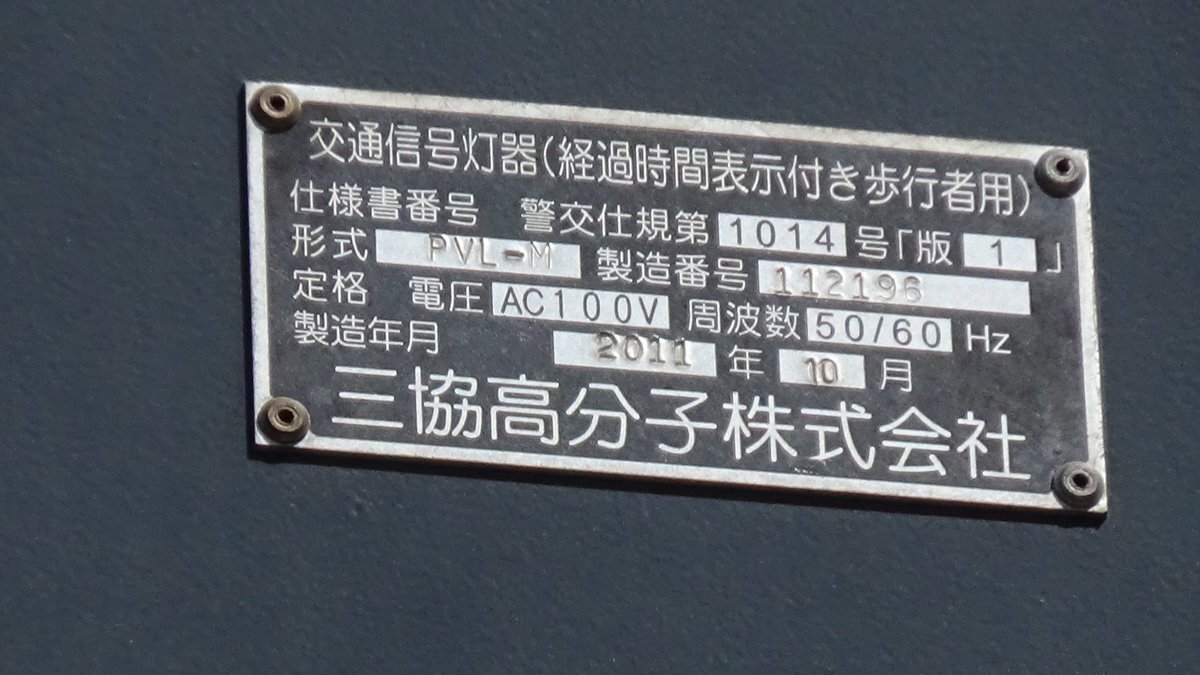 交通信号灯器(経過時間表示付き歩行者用)
仕様書番号 警交仕規第 1014 号「版 1 」
形式 PVL-M 製造番号 112196
定格 電圧 AC100V 周波数 50/60 Hz
製造年月 2011 年 10 月
三協高分子株式会社